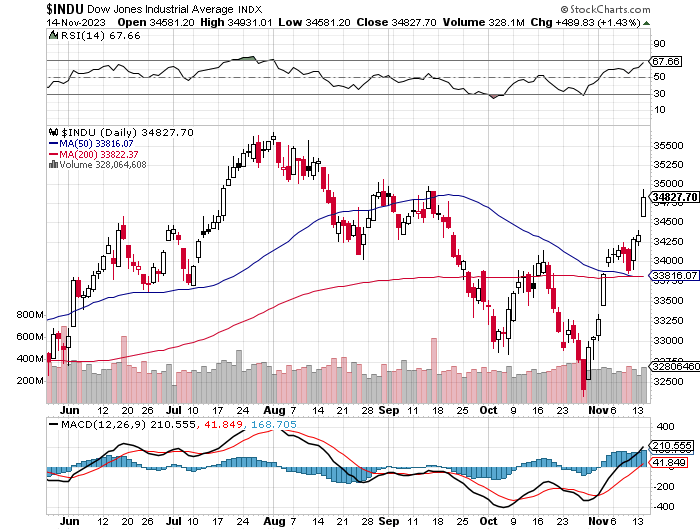 $INDU Dow Jones Industrial Average INDX © StockCharts.com
14-Nov-2023 Open 34581.20 High 34931.01 Low 34581.20 Close 34827.70 Volume 328.1M Chg +489.83 (+1.43%)
RSI(14) 67.66
90
67.66
50
30
10
$INDU (Daily) 34827.70
MA(50) 33816.07
MA(200) 33822.37
Volume 328,064,608
35500
35250
35000
34827.70
34500
34250
34000
33816.07
33500
33250
33000
32806460
32500
800M
600M
400M
200M
Jun 12 20 26 Jul 10 17 24 Aug 7 14 21 28 Sep 11 18 25 Oct 9 16 23 Nov 6 13
MACD(12,26,9) 210.555, 41.849, 168.705
400
210.555
41.849
-200
-400
Jun 12 20 26 Jul 10 17 24 Aug 7 14 21 28 Sep 11 18 25 Oct 9 16 23 Nov 6 13